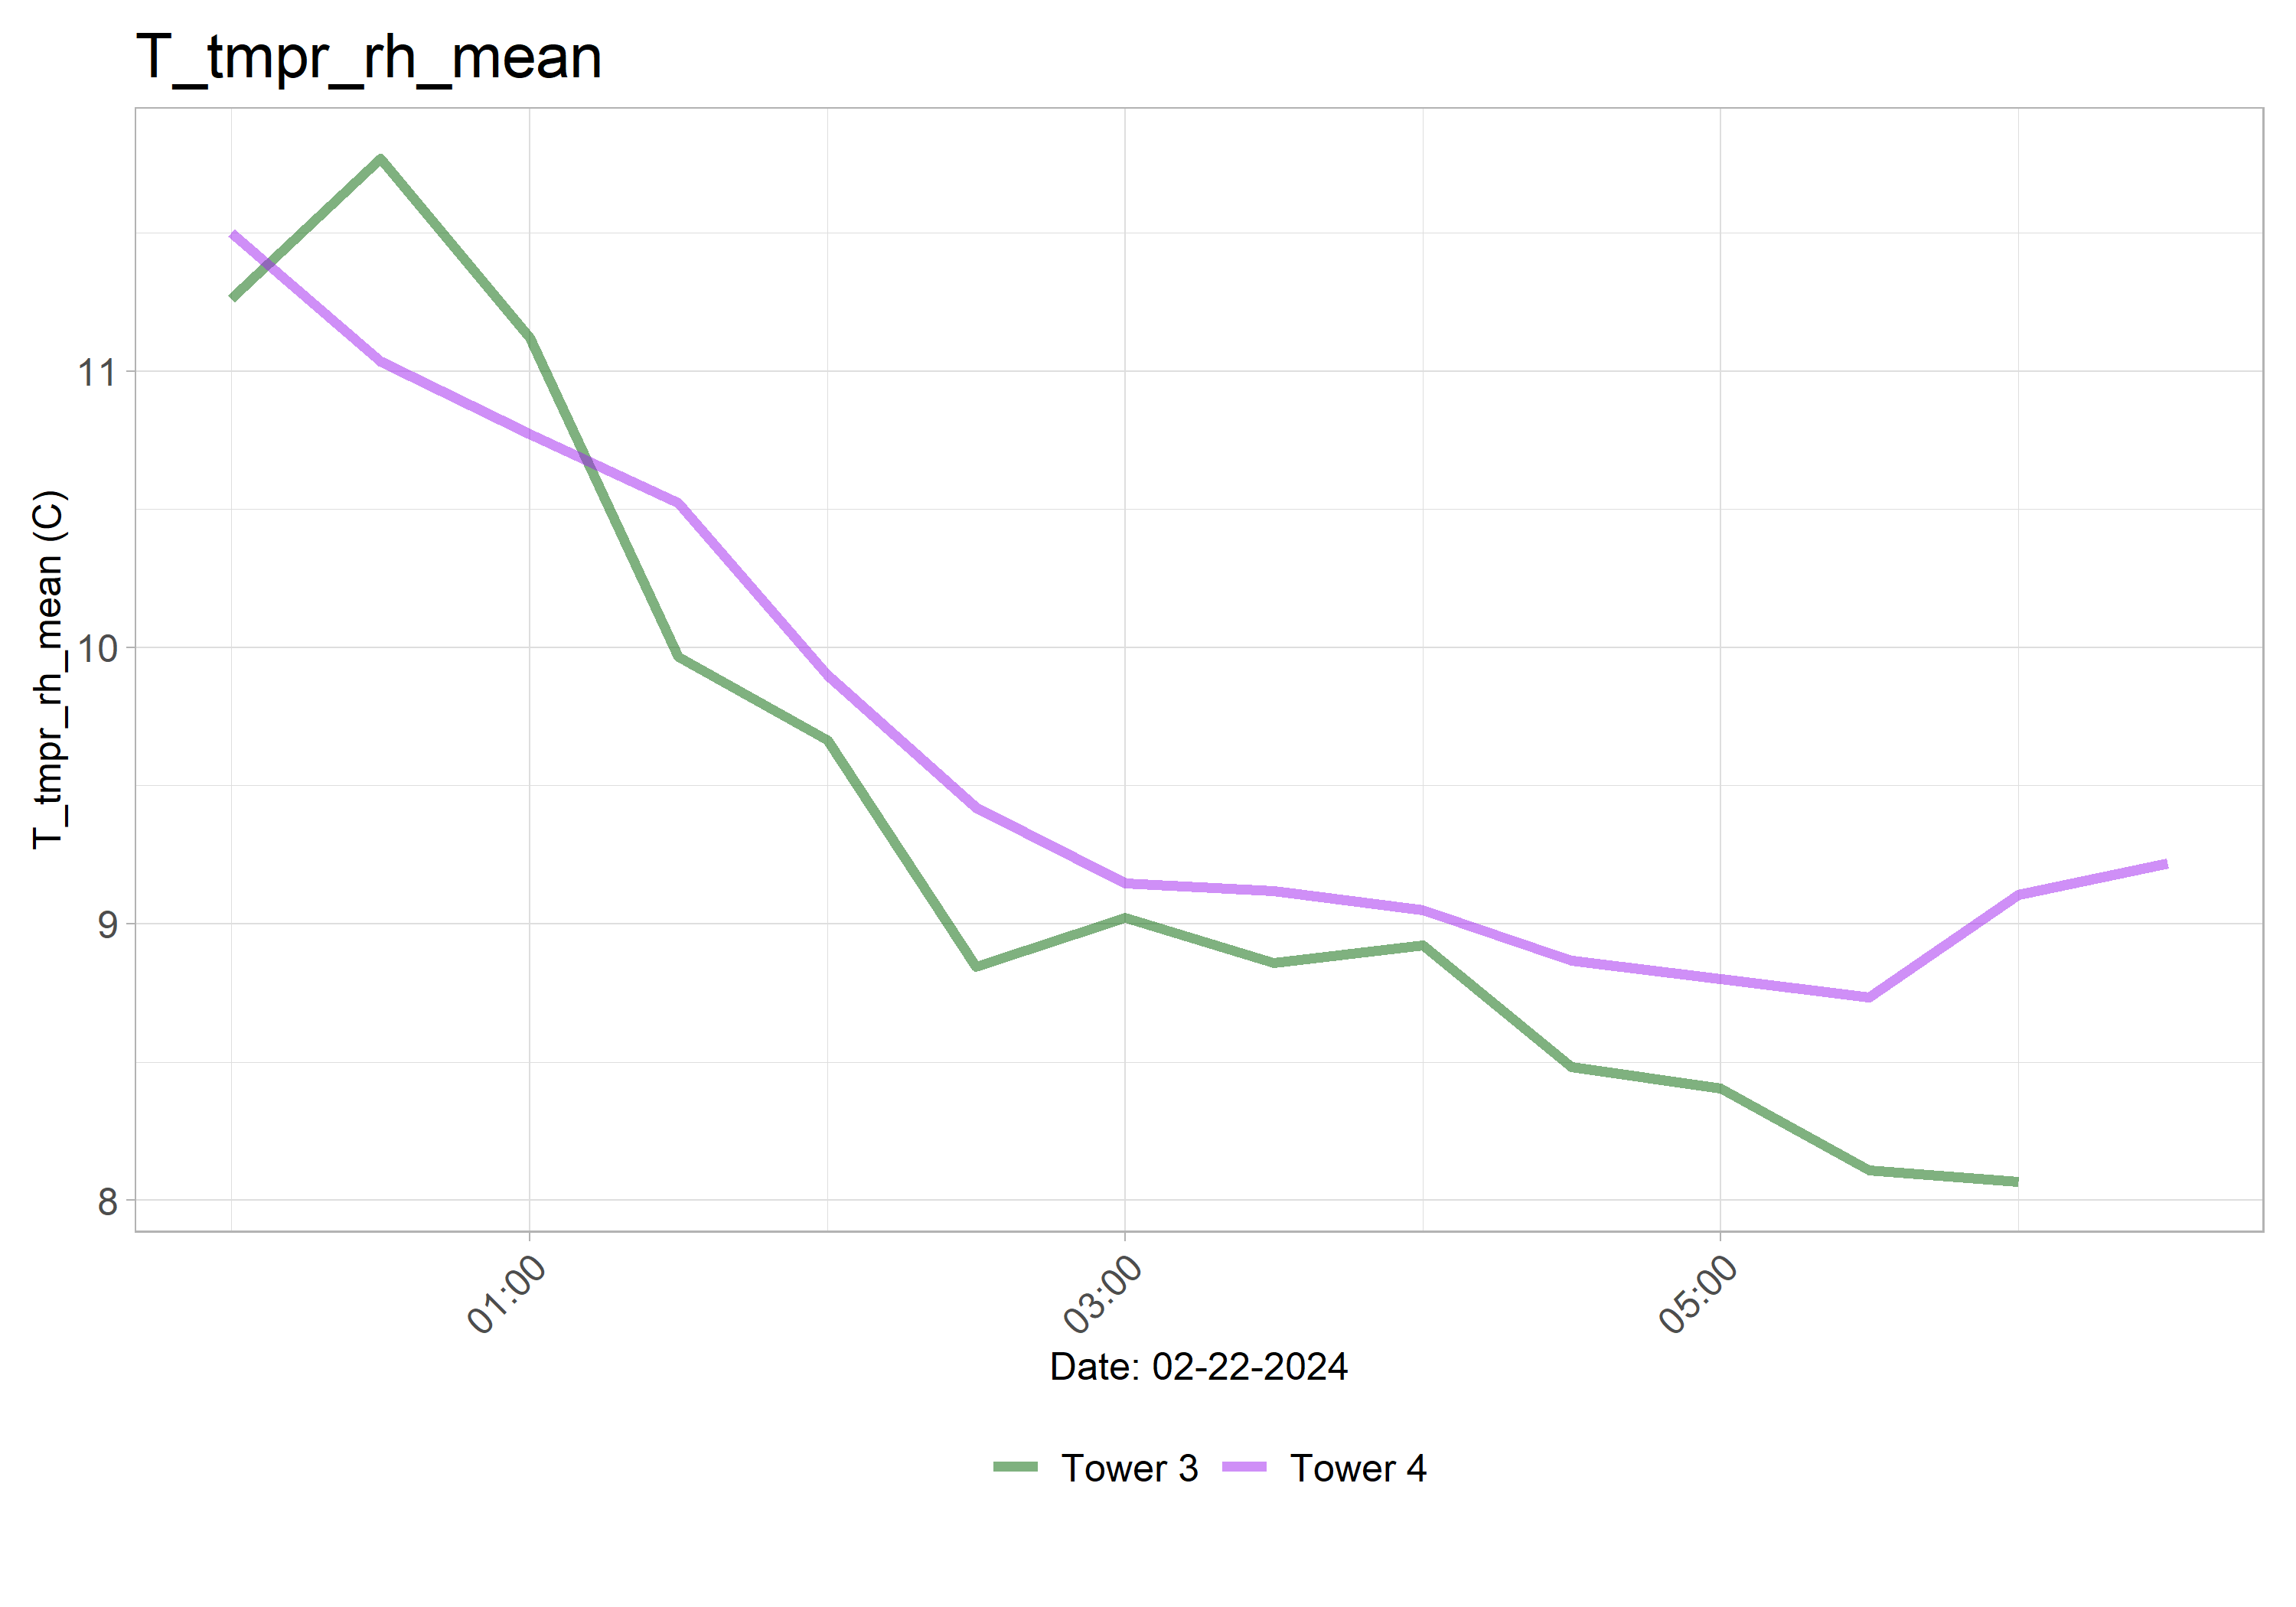 T_tmpr_rh_mean
T_tmpr_rh_mean (C)
11
10
9
8
01:00
03:00
05:00
Date: 02-22-2024
Tower 3
Tower 4